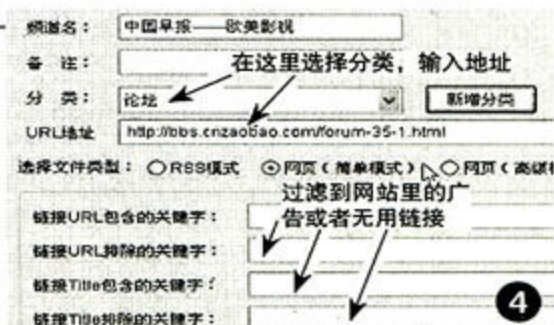 频道名： 中国早报——欧美影视
备 注：
在这里选择分类，输入地址
分 类： 论坛 新增分类
URL地址 http://bbs.cnzaobao.com/forum-35-1.html
选择文件类型： RSS模式 网页（简单模式） 网页（高级模
过滤到网站里的广
告或者无用链接
链接URL包含的关键字：
链接URL排除的关键字：
链接Title包含的关键字：
链接Title排除的关键字：
4